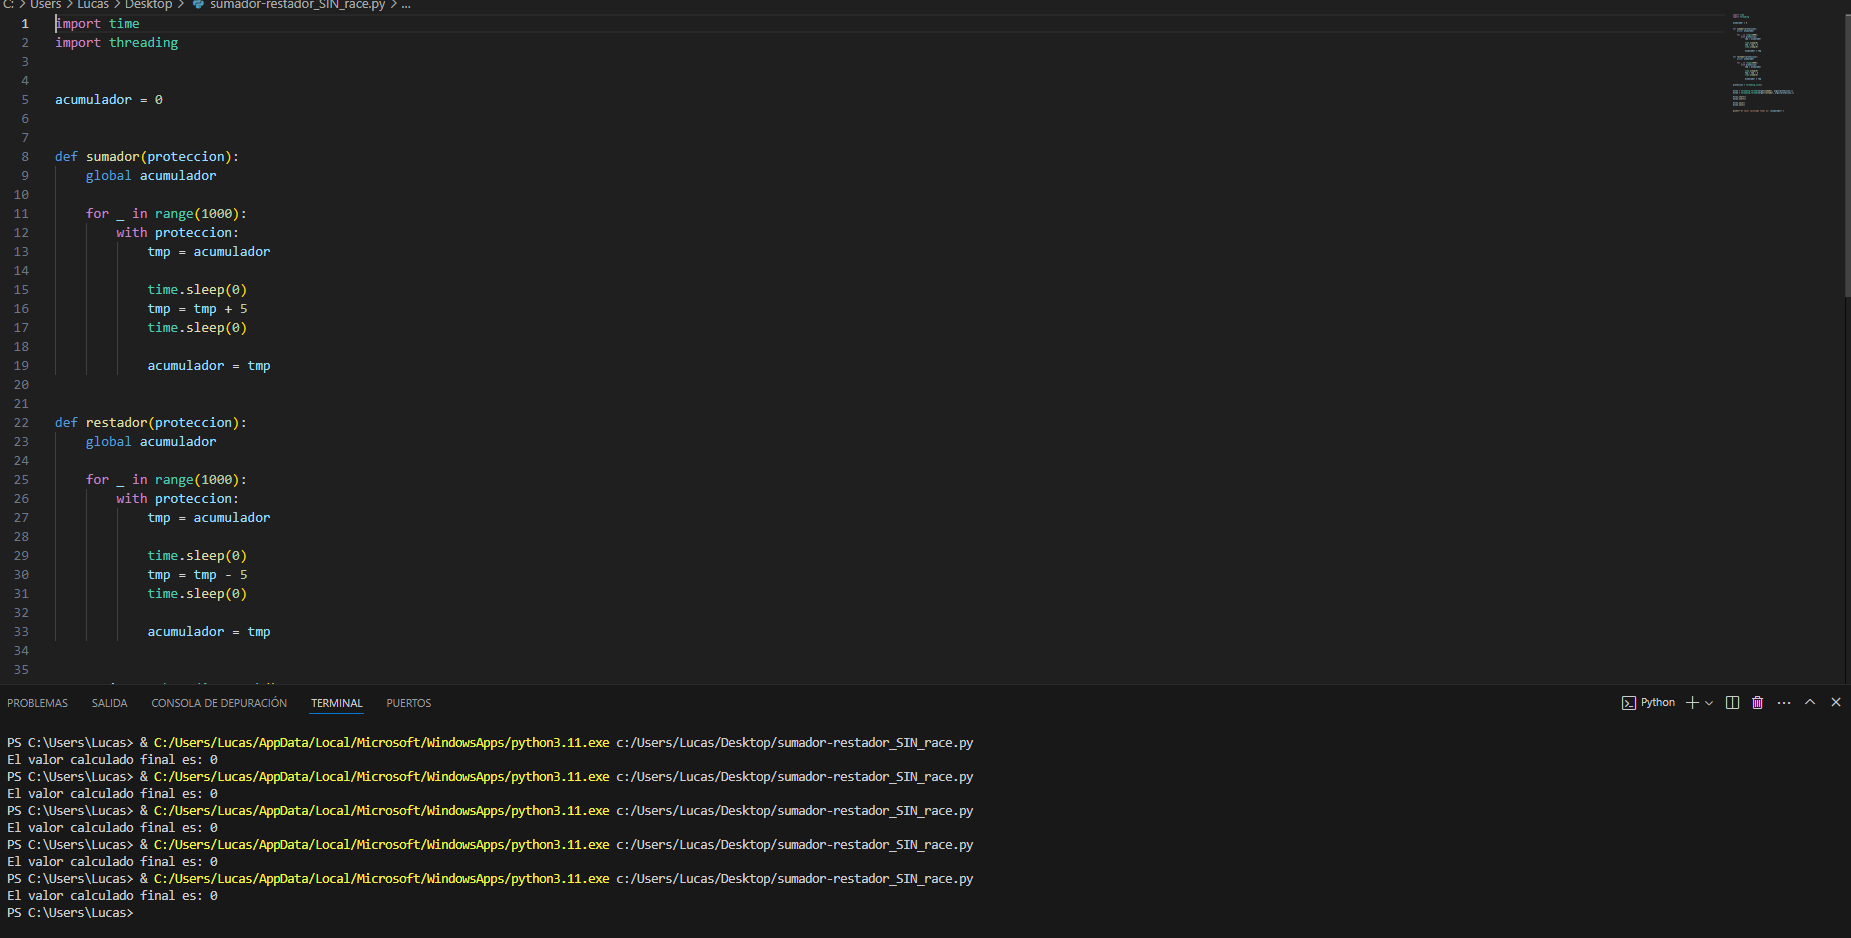 C: > Users > Lucas > Desktop > sumador-restador_SIN_race.py > ...
1 import time
2 import threading
3
4
5 acumulador = 0
6
7
8 def sumador(proteccion):
9     global acumulador
10
11     for _ in range(1000):
12         with proteccion:
13             tmp = acumulador
14
15             time.sleep(0)
16             tmp = tmp + 5
17             time.sleep(0)
18
19             acumulador = tmp
20
21
22 def restador(proteccion):
23     global acumulador
24
25     for _ in range(1000):
26         with proteccion:
27             tmp = acumulador
28
29             time.sleep(0)
30             tmp = tmp - 5
31             time.sleep(0)
32
33             acumulador = tmp
34
35
PROBLEMAS SALIDA CONSOLA DE DEPURACIÓN TERMINAL PUERTOS Python
PS C:\Users\Lucas> & C:/Users/Lucas/AppData/Local/Microsoft/WindowsApps/python3.11.exe c:/Users/Lucas/Desktop/sumador-restador_SIN_race.py
El valor calculado final es: 0
PS C:\Users\Lucas> & C:/Users/Lucas/AppData/Local/Microsoft/WindowsApps/python3.11.exe c:/Users/Lucas/Desktop/sumador-restador_SIN_race.py
El valor calculado final es: 0
PS C:\Users\Lucas> & C:/Users/Lucas/AppData/Local/Microsoft/WindowsApps/python3.11.exe c:/Users/Lucas/Desktop/sumador-restador_SIN_race.py
El valor calculado final es: 0
PS C:\Users\Lucas> & C:/Users/Lucas/AppData/Local/Microsoft/WindowsApps/python3.11.exe c:/Users/Lucas/Desktop/sumador-restador_SIN_race.py
El valor calculado final es: 0
PS C:\Users\Lucas> & C:/Users/Lucas/AppData/Local/Microsoft/WindowsApps/python3.11.exe c:/Users/Lucas/Desktop/sumador-restador_SIN_race.py
El valor calculado final es: 0
PS C:\Users\Lucas>